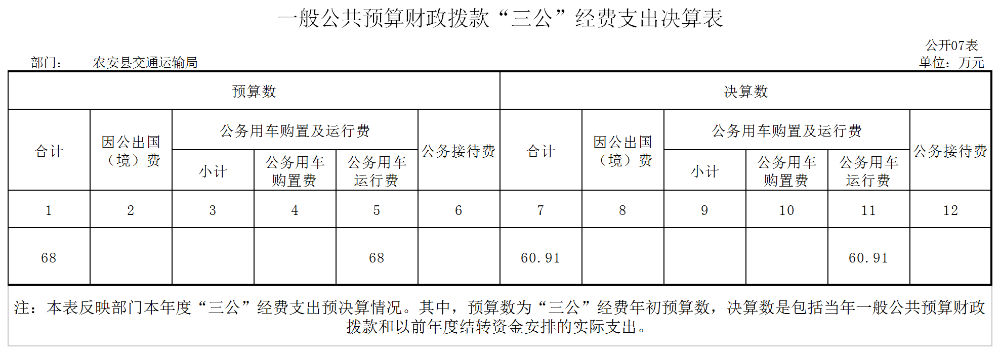 一般公共预算财政拨款“三公”经费支出决算表
公开07表
部门： 农安县交通运输局 单位：万元
预算数 决算数
合计 因公出国（境）费 公务用车购置及运行费 公务接待费 合计 因公出国（境）费 公务用车购置及运行费 公务接待费
小计 公务用车购置费 公务用车运行费 小计 公务用车购置费 公务用车运行费
1 2 3 4 5 6 7 8 9 10 11 12
68 68 60.91 60.91
注：本表反映部门本年度“三公”经费支出预决算情况。其中，预算数为“三公”经费年初预算数，决算数是包括当年一般公共预算财政
拨款和以前年度结转资金安排的实际支出。